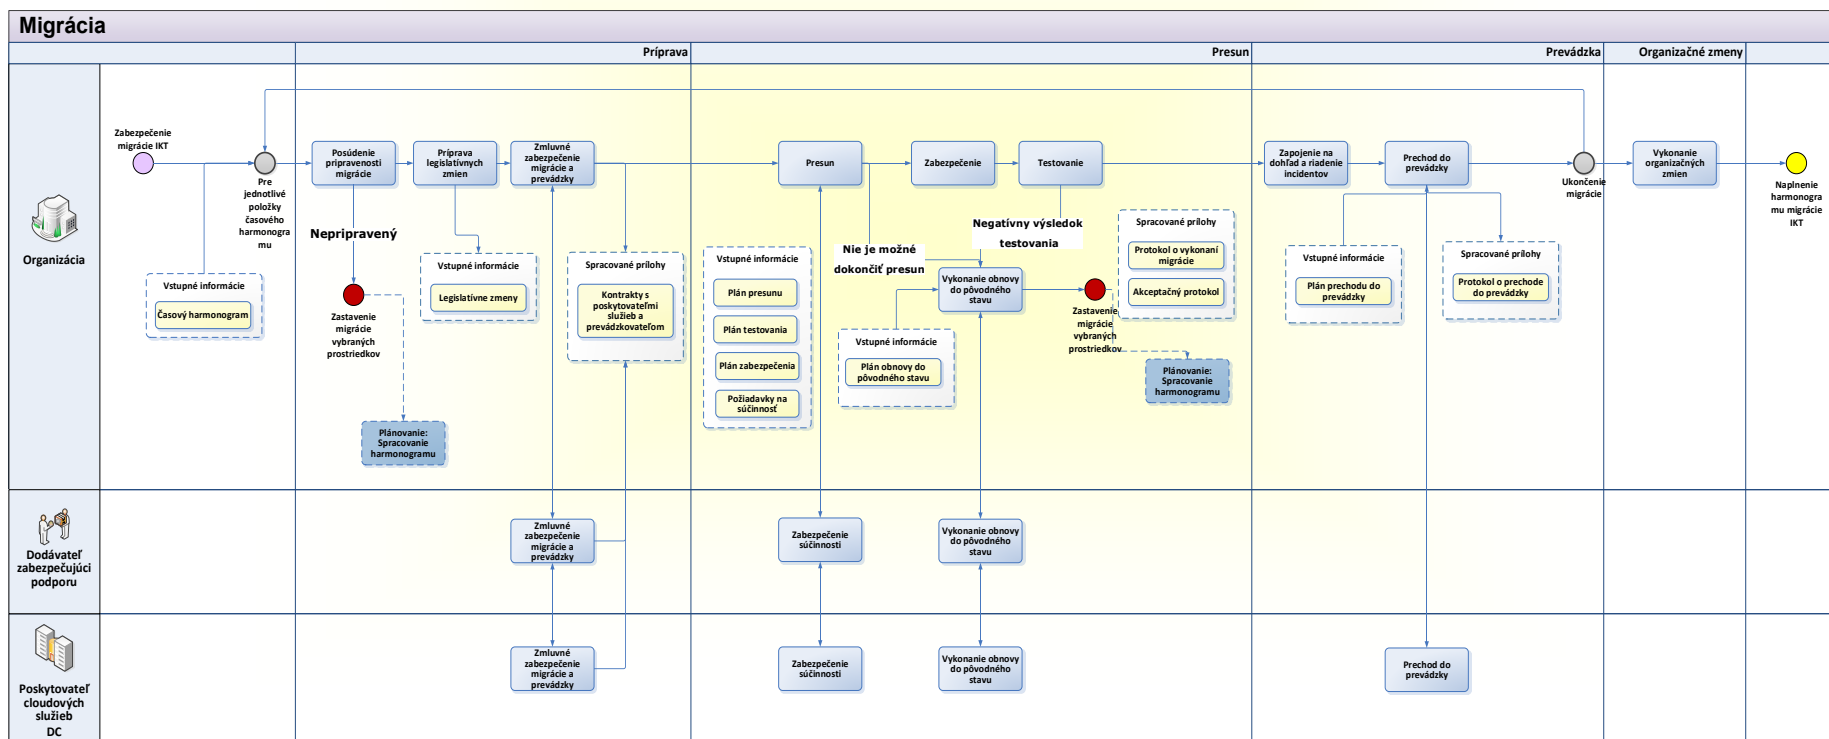 Migrácia
Príprava
Presun
Prevádzka
Organizačné zmeny
Organizácia
Zabezpečenie
migrácie IKT
Pre
jednotlivé
položky
časového
harmonogra
mu
Vstupné informácie
Časový harmonogram
Posúdenie
pripravenosti
migrácie
Nepripravený
Zastavenie
migrácie
vybraných
prostriedkov
Plánovanie:
Spracovanie
harmonogramu
Príprava
legislatívnych
zmien
Vstupné informácie
Legislatívne zmeny
Zmluvné
zabezpečenie
migrácie a
prevádzky
Spracované prílohy
Kontrakty s
poskytovateľmi
služieb a
prevádzkovateľom
Presun
Vstupné informácie
Plán presunu
Plán testovania
Plán zabezpečenia
Požiadavky na
súčinnosť
Nie je možné
dokončiť presun
Zabezpečenie
Testovanie
Negatívny výsledok
testovania
Vykonanie obnovy
do pôvodného
stavu
Vstupné informácie
Plán obnovy do
pôvodného stavu
Zastavenie
migrácie
vybraných
prostriedkov
Spracované prílohy
Protokol o vykonaní
migrácie
Akceptačný protokol
Plánovanie:
Spracovanie
harmonogramu
Zapojenie na
dohľad a riadenie
incidentov
Prechod do
prevádzky
Vstupné informácie
Plán prechodu do
prevádzky
Spracované prílohy
Protokol o prechode
do prevádzky
Ukončenie
migrácie
Vykonanie
organizačných
zmien
Naplnenie
harmonogra
mu migrácie
IKT
Dodávateľ
zabezpečujúci
podporu
Zmluvné
zabezpečenie
migrácie a
prevádzky
Zabezpečenie
súčinnosti
Vykonanie obnovy
do pôvodného
stavu
Poskytovateľ
cloudových
služieb
DC
Zmluvné
zabezpečenie
migrácie a
prevádzky
Zabezpečenie
súčinnosti
Vykonanie obnovy
do pôvodného
stavu
Prechod do
prevádzky